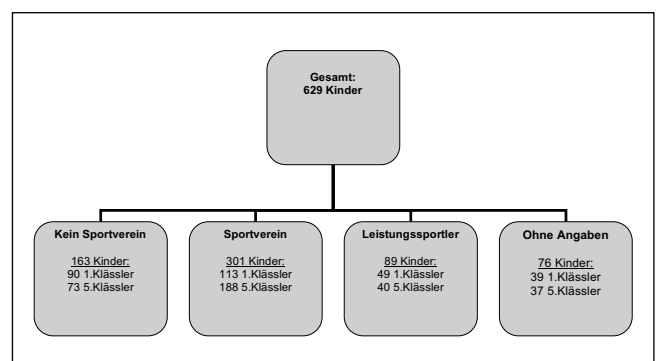 Gesamt:
629 Kinder
Kein Sportverein
163 Kinder:
90 1.Klässler
73 5.Klässler
Sportverein
301 Kinder:
113 1.Klässler
188 5.Klässler
Leistungssportler
89 Kinder:
49 1.Klässler
40 5.Klässler
Ohne Angaben
76 Kinder:
39 1.Klässler
37 5.Klässler